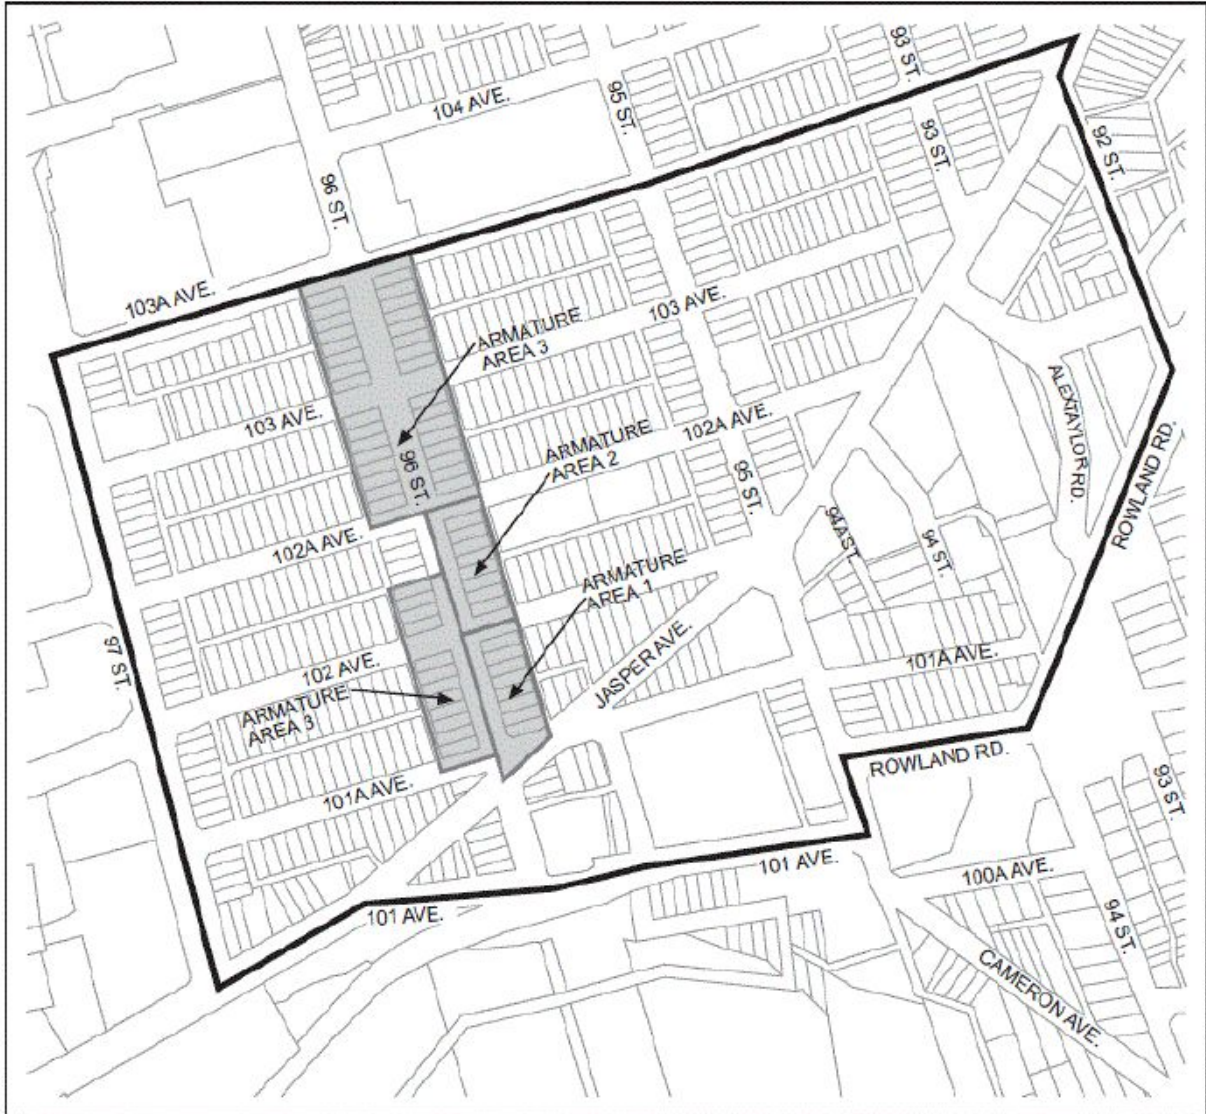 93 ST.
104 AVE.
95 ST.
93 ST.
92 ST.
96 ST.
103A AVE.
103 AVE.
ARMATURE
AREA 3
ALEXTAYLOR RD.
103 AVE.
102A AVE.
ARMATURE
AREA 2
96 ST.
95 ST.
ROWLAND RD.
94A ST.
94 ST.
102A AVE.
ARMATURE
AREA 1
97 ST.
102 AVE.
JASPER AVE.
101A AVE.
ARMATURE
AREA 3
ROWLAND RD.
101A AVE.
93 ST.
101 AVE.
100A AVE.
101 AVE.
94 ST.
CAMERON AVE.